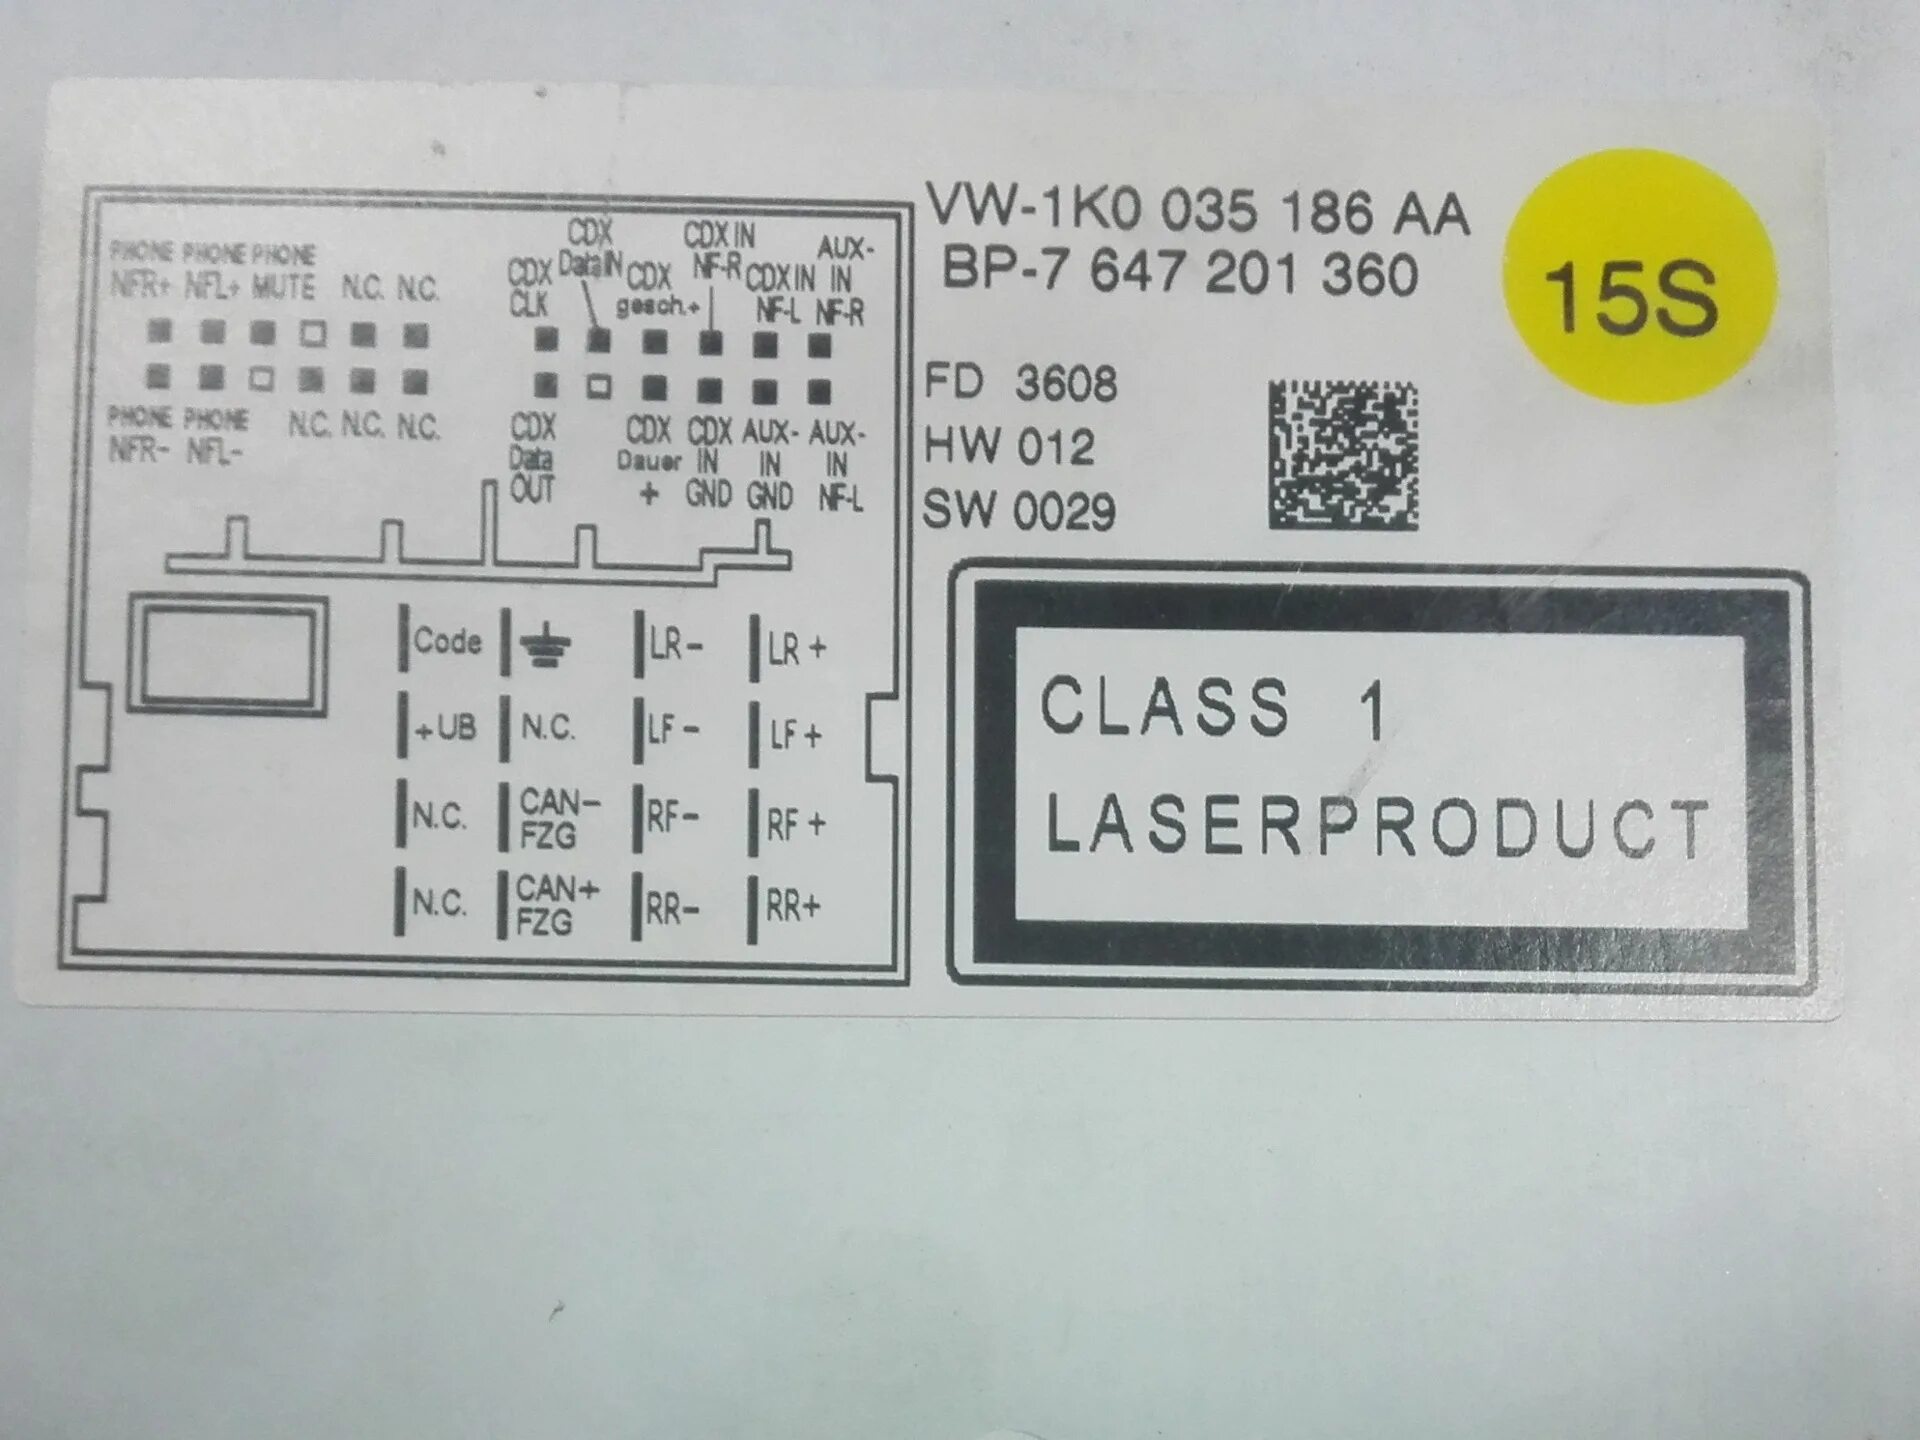 PHONE PHONE PHONE
NFR+ NFL+ MUTE N.C. N.C.
PHONE PHONE
NFR- NFL- N.C. N.C. N.C.
CDX
CLK
CDX
DataIN
CDX
gesch.+
CDX IN
NF-R
CDX IN
NF-L
AUX-
IN
NF-R
CDX
Data
OUT
CDX
Dauer
+
CDX
IN
GND
AUX-
IN
GND
AUX-
IN
NF-L
Code LR- LR+
+UB N.C. LF- LF+
N.C. CAN-
FZG RF- RF+
N.C. CAN+
FZG RR- RR+
VW-1K0 035 186 AA
BP-7 647 201 360
15S
FD 3608
HW 012
SW 0029
CLASS 1
LASERPRODUCT